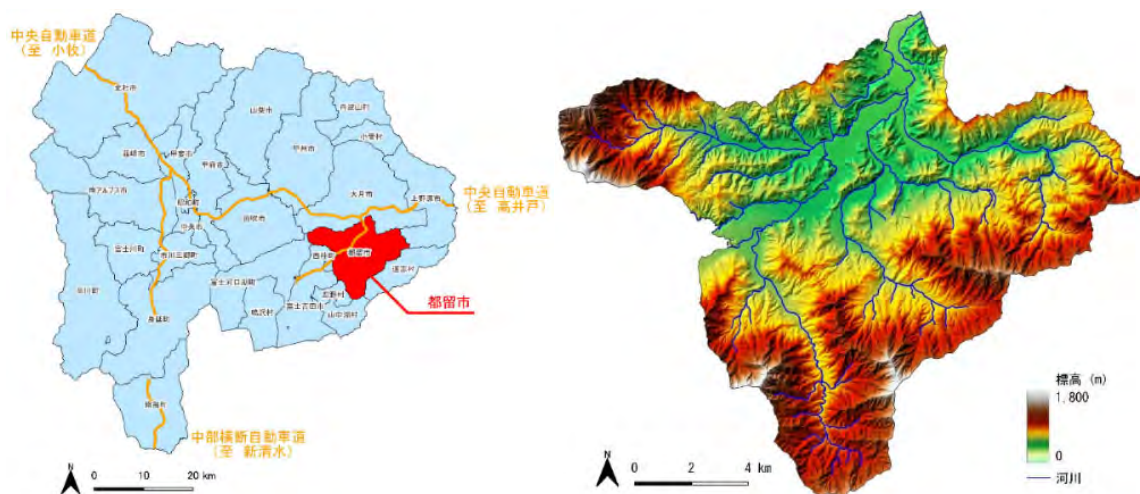 中央自動車道
(至 小牧)
北杜市
韮崎市
甲斐市
甲府市
山梨市
甲州市
丹波山村
小菅村
南アルプス市
昭和町
中央市
笛吹市
大月市
上野原市
中央自動車道
(至 高井戸)
富士川町
市川三郷町
西桂町
都留市
道志村
早川町
身延町
富士河口湖町
鳴沢村
富士吉田市
忍野村
山中湖村
都留市
南部町
中部横断自動車道
(至 新清水)
N
0 10 20 km
標高 (m)
1,800
0
河川
N
0 2 4 km